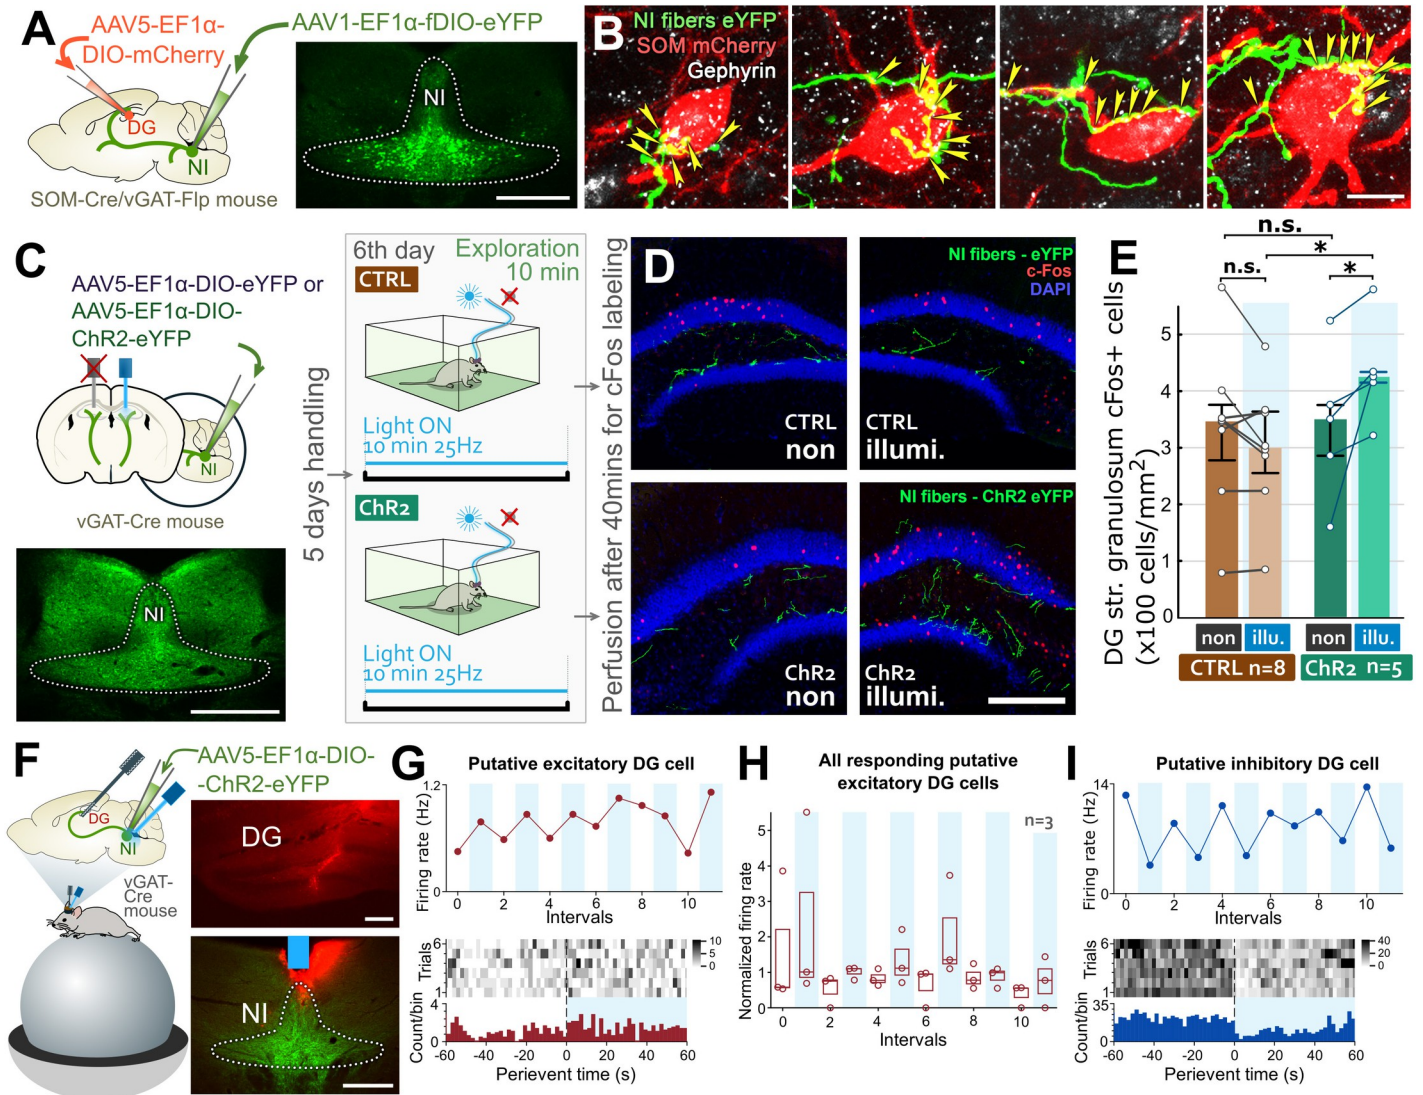 A
AAV5-EF1α-
DIO-mCherry
AAV1-EF1α-fDIO-eYFP
DG
NI
SOM-Cre/vGAT-Flp mouse
NI
B
NI fibers eYFP
SOM mCherry
Gephyrin
C
AAV5-EF1α-DIO-eYFP or
AAV5-EF1α-DIO-
ChR2-eYFP
NI
vGAT-Cre mouse
NI
5 days handling
6th day
Exploration
10 min
CTRL
Light ON
10 min 25Hz
ChR2
Light ON
10 min 25Hz
Perfusion after 40mins for cFos labeling
D
NI fibers - eYFP
c-Fos
DAPI
CTRL
non
CTRL
illumi.
NI fibers - ChR2 eYFP
ChR2
non
ChR2
illumi.
E
n.s.
*
n.s.
*
DG str. granulosum cFos+ cells
(x100 cells/mm2)
5
4
3
2
1
0
non
illu.
non
illu.
CTRL n=8
ChR2 n=5
F
AAV5-EF1α-DIO-
-ChR2-eYFP
DG
NI
vGAT-
Cre
mouse
DG
NI
G
Putative excitatory DG cell
Firing rate (Hz)
1.2
0
0 2 4 6 8 10
Intervals
Trials
6
1
10
5
0
Count/bin
4
0
-60 -40 -20 0 20 40 60
Perievent time (s)
H
All responding putative
excitatory DG cells
n=3
Normalized firing rate
5
4
3
2
1
0
0 2 4 6 8 10
Intervals
I
Putative inhibitory DG cell
Firing rate (Hz)
14
0
0 2 4 6 8 10
Intervals
Trials
6
1
40
20
0
Count/bin
35
0
-60 -40 -20 0 20 40 60
Perievent time (s)